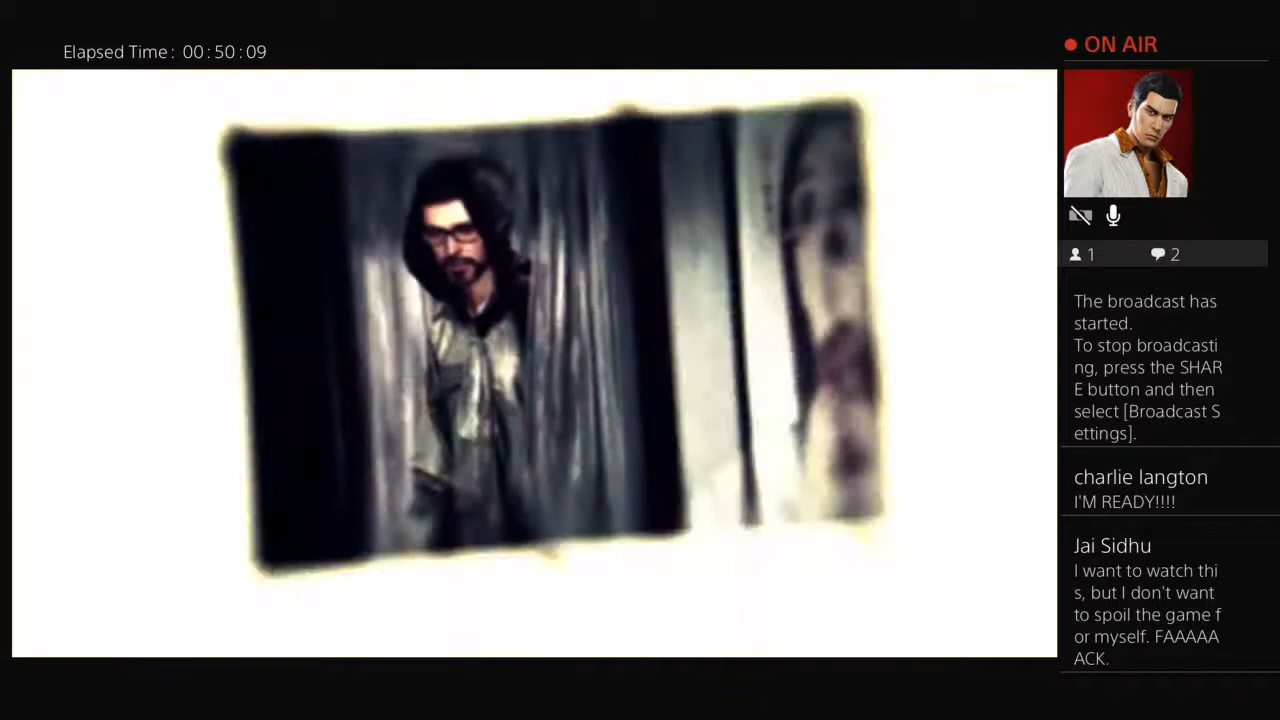 Elapsed Time: 00:50:09
ON AIR
1
2
The broadcast has
started.
To stop broadcasti
ng, press the SHAR
E button and then
select [Broadcast S
ettings].
charlie langton
I'M READY!!!!
Jai Sidhu
I want to watch thi
s, but I don't want
to spoil the game f
or myself. FAAAAA
ACK.